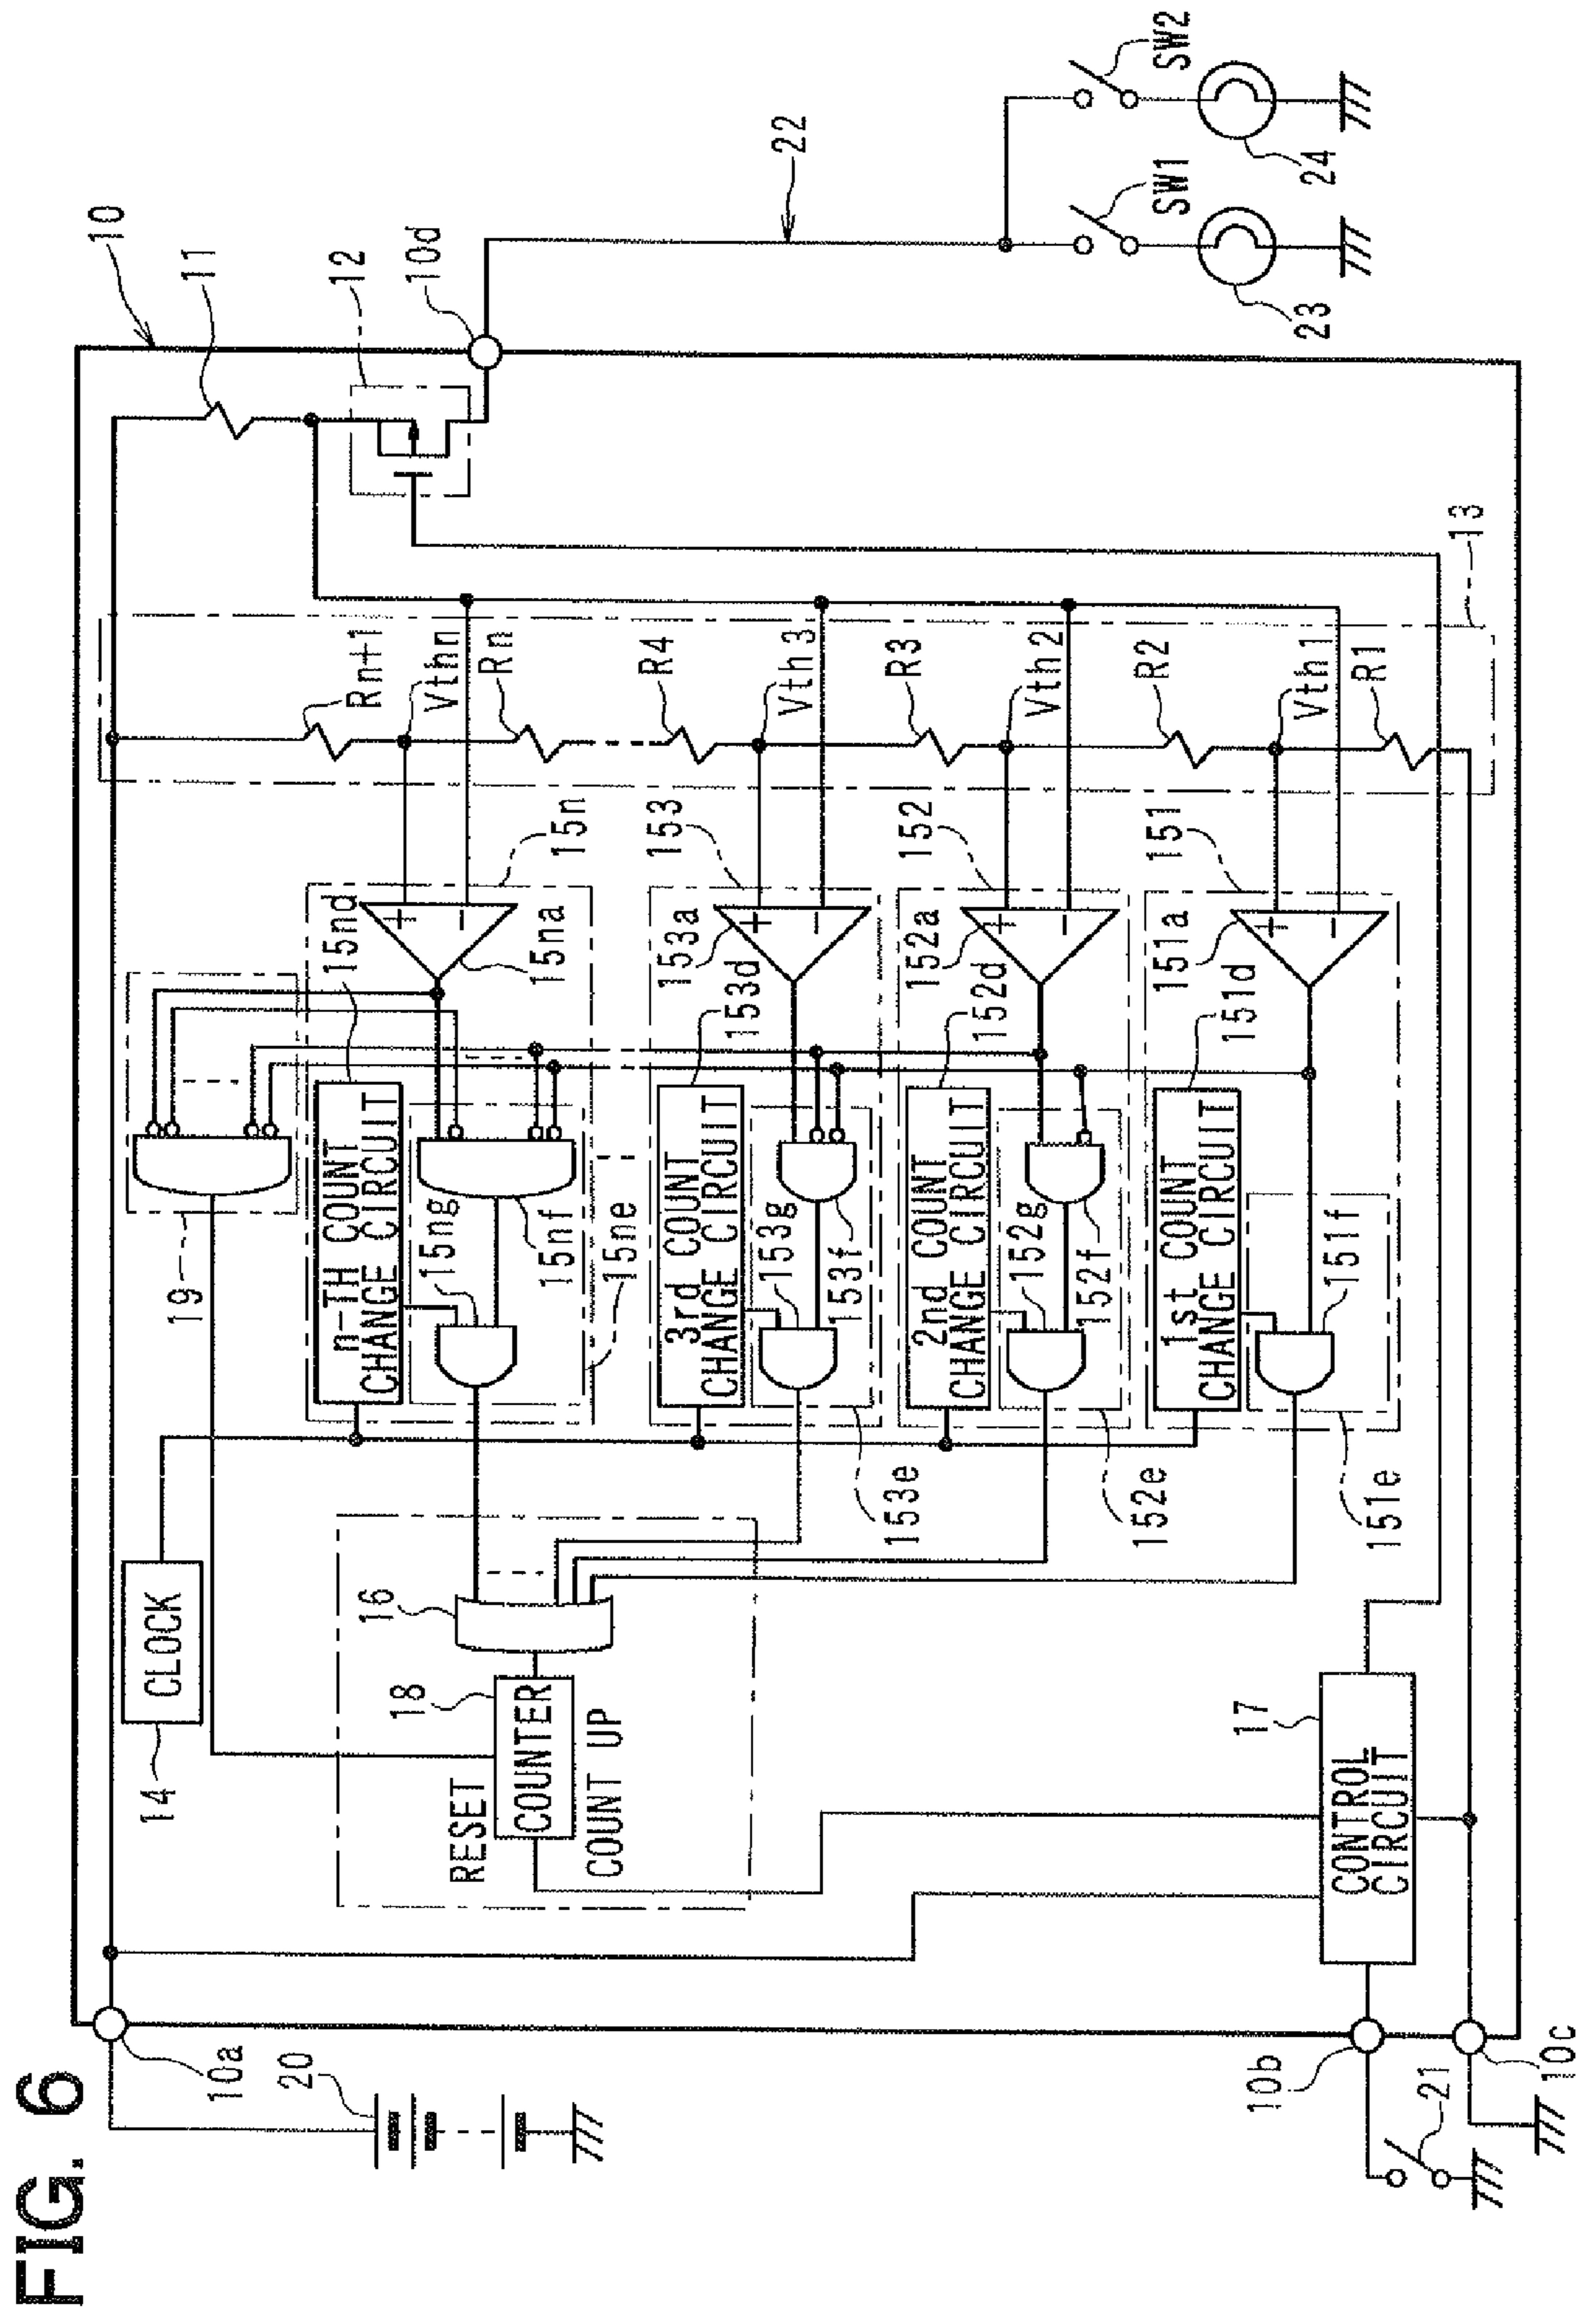 FIG. 6
10
11
12
10d
22
SW1
SW2
23
24
13
Rn+1
Vthn
Rn
R4
Vth3
R3
Vth2
R2
Vth1
R1
15n
153
152
151
15nd
15na
153a
153d
152a
152d
151a
151d
19
n-TH COUNT
CHANGE CIRCUIT
15ng
15nf
15ne
3rd COUNT
CHANGE CIRCUIT
153g
153f
2nd COUNT
CHANGE CIRCUIT
152g
152f
1st COUNT
CHANGE CIRCUIT
151f
153e
152e
151e
CLOCK
14
16
18
RESET
COUNTER
COUNT UP
17
CONTROL
CIRCUIT
10a
20
10b
21
10c
+
−
+
−
+
−
+
−